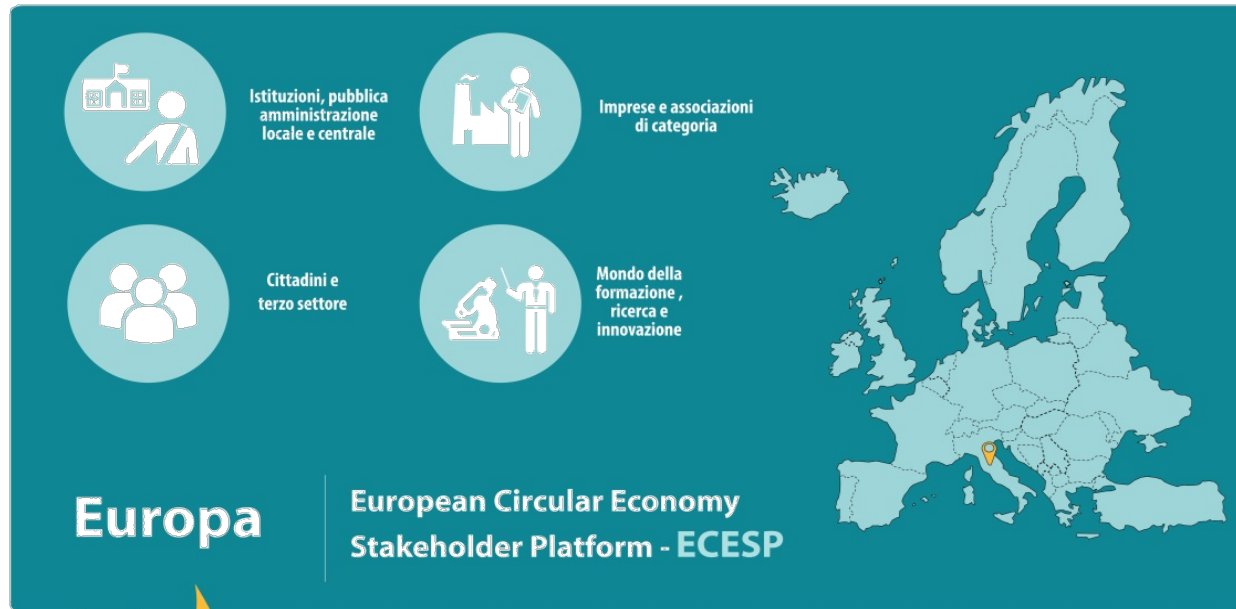 Istituzioni, pubblica
amministrazione
locale e centrale
Imprese e associazioni
di categoria
Cittadini e
terzo settore
Mondo della
formazione ,
ricerca e
innovazione
Europa
European Circular Economy
Stakeholder Platform - ECESP